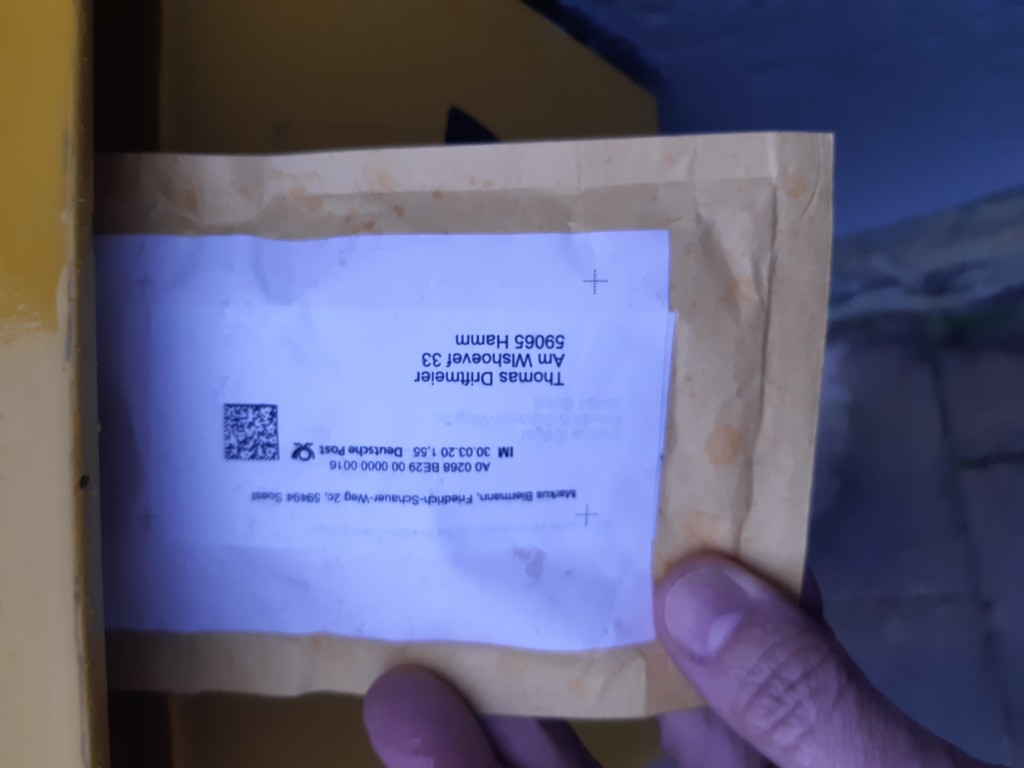 Markus Biermann, Friedrich-Schauer-Weg 2c, 59494 Soest
A0 0268 BE29 00 0000 0016
IM 30.03.20 1,55 Deutsche Post
Thomas Driftmeier
Am Wishoevef 33
59065 Hamm